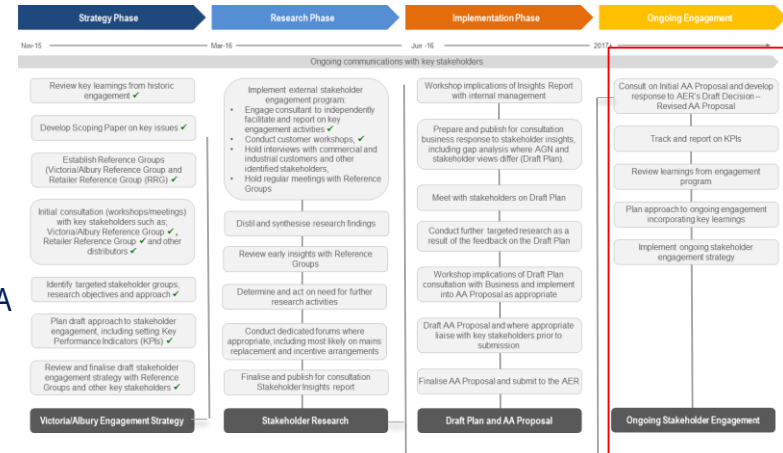 Strategy Phase
Research Phase
Implementation Phase
Ongoing Engagement
Nov-15
Mar-16
Jun -16
2017+
Ongoing communications with key stakeholders
Review key learnings from historic
engagement ✓
Develop Scoping Paper on key issues ✓
Establish Reference Groups
(Victoria/Albury Reference Group and
Retailer Reference Group (RRG) ✓
Initial consultation (workshops/meetings)
with key stakeholders such as;
Victoria/Albury Reference Group ✓,
Retailer Reference Group ✓ and other
distributors ✓
Identify targeted stakeholder groups,
research objectives and approach ✓
Plan draft approach to stakeholder
engagement, including setting Key
Performance Indicators (KPIs) ✓
Review and finalise draft stakeholder
engagement strategy with Reference
Groups and other key stakeholders ✓
Victoria/Albury Engagement Strategy
Implement external stakeholder
engagement program:
• Engage consultant to independently
facilitate and report on key
engagement activities ✓
• Conduct customer workshops, ✓
• Hold interviews with commercial and
industrial customers and other
identified stakeholders,
• Hold regular meetings with Reference
Groups
Distil and synthesise research findings
Review early insights with Reference
Groups
Determine and act on need for further
research activities
Conduct dedicated forums where
appropriate, including most likely on mains
replacement and incentive arrangements
Finalise and publish for consultation
Stakeholder Insights report
Stakeholder Research
Workshop implications of Insights Report
with internal management
Prepare and publish for consultation
business response to stakeholder insights,
including gap analysis where AGN and
stakeholder views differ (Draft Plan).
Meet with stakeholders on Draft Plan
Conduct further targeted research as a
result of the feedback on the Draft Plan
Workshop implications of Draft Plan
consultation with Business and implement
into AA Proposal as appropriate
Draft AA Proposal and where appropriate
liaise with key stakeholders prior to
submission
Finalise AA Proposal and submit to the AER
Draft Plan and AA Proposal
Consult on Initial AA Proposal and develop
response to AER's Draft Decision –
Revised AA Proposal
Track and report on KPIs
Review learnings from engagement
program
Plan approach to ongoing engagement
incorporating key learnings
Implement ongoing stakeholder
engagement strategy
Ongoing Stakeholder Engagement
A